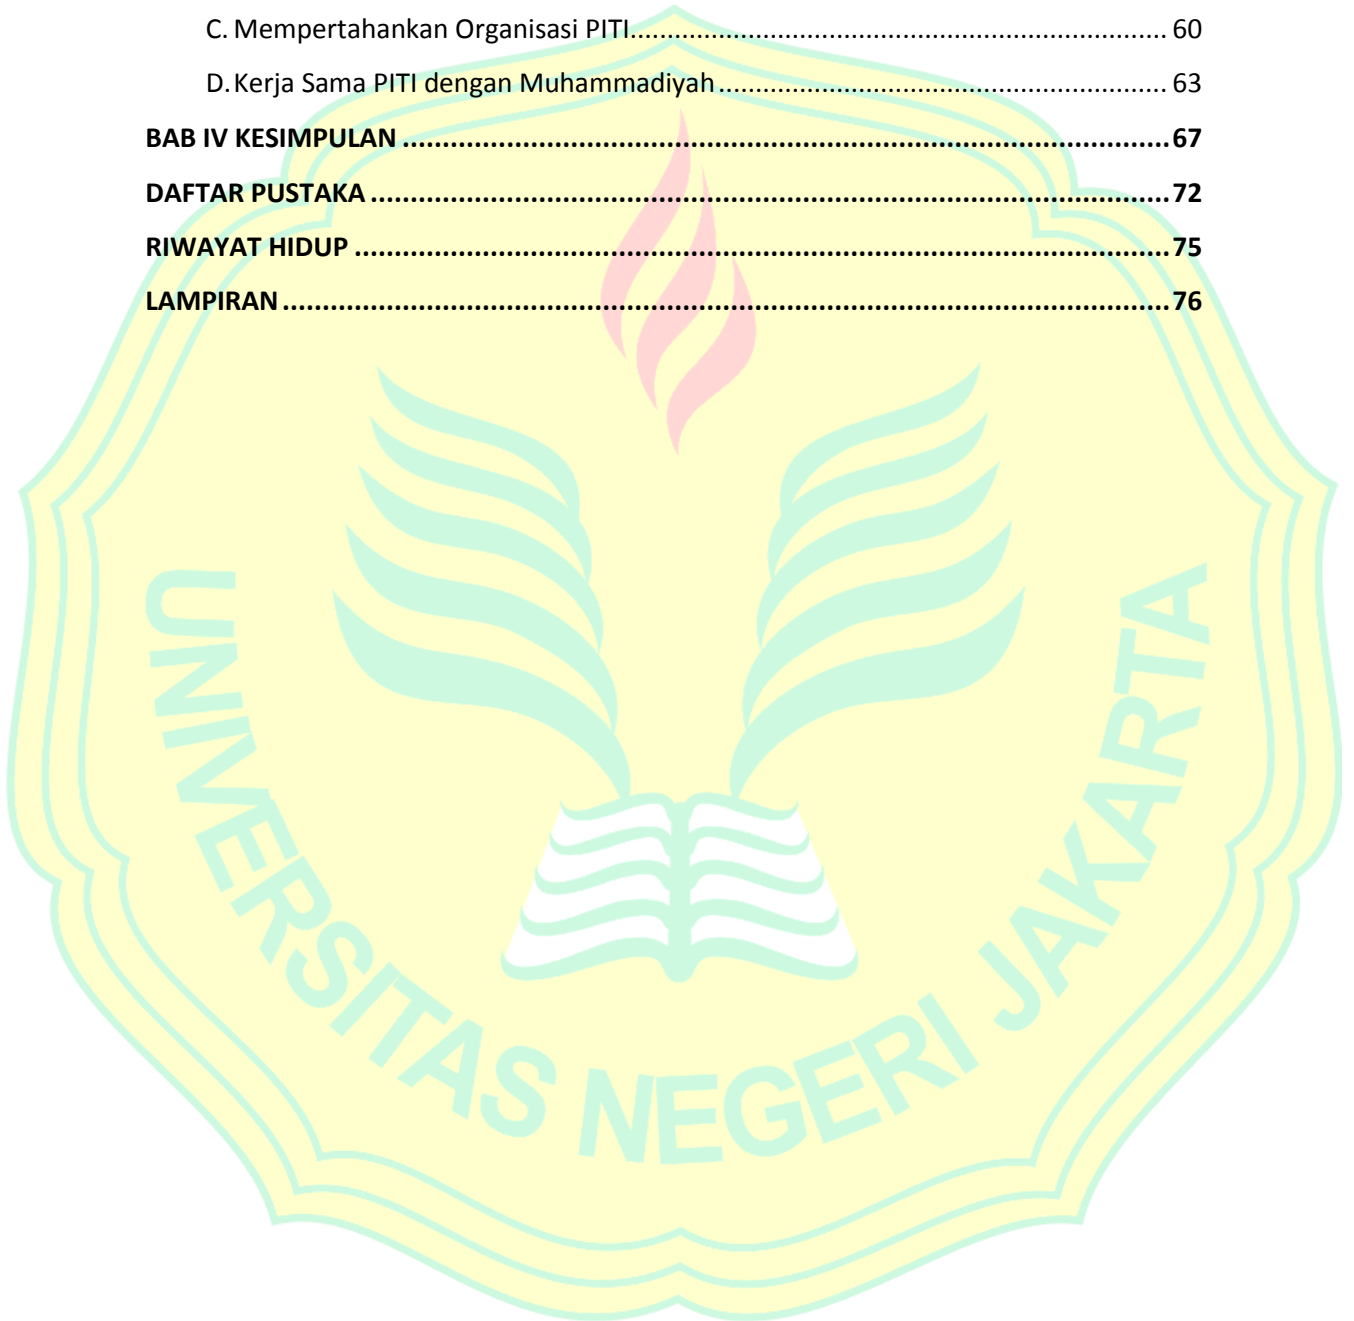 C. Mempertahankan Organisasi PITI........................................................................... 60
D. Kerja Sama PITI dengan Muhammadiyah.............................................................. 63
BAB IV KESIMPULAN................................................................................................67
DAFTAR PUSTAKA....................................................................................................72
RIWAYAT HIDUP......................................................................................................75
LAMPIRAN...............................................................................................................76
UNIVERSITAS NEGERI JAKARTA